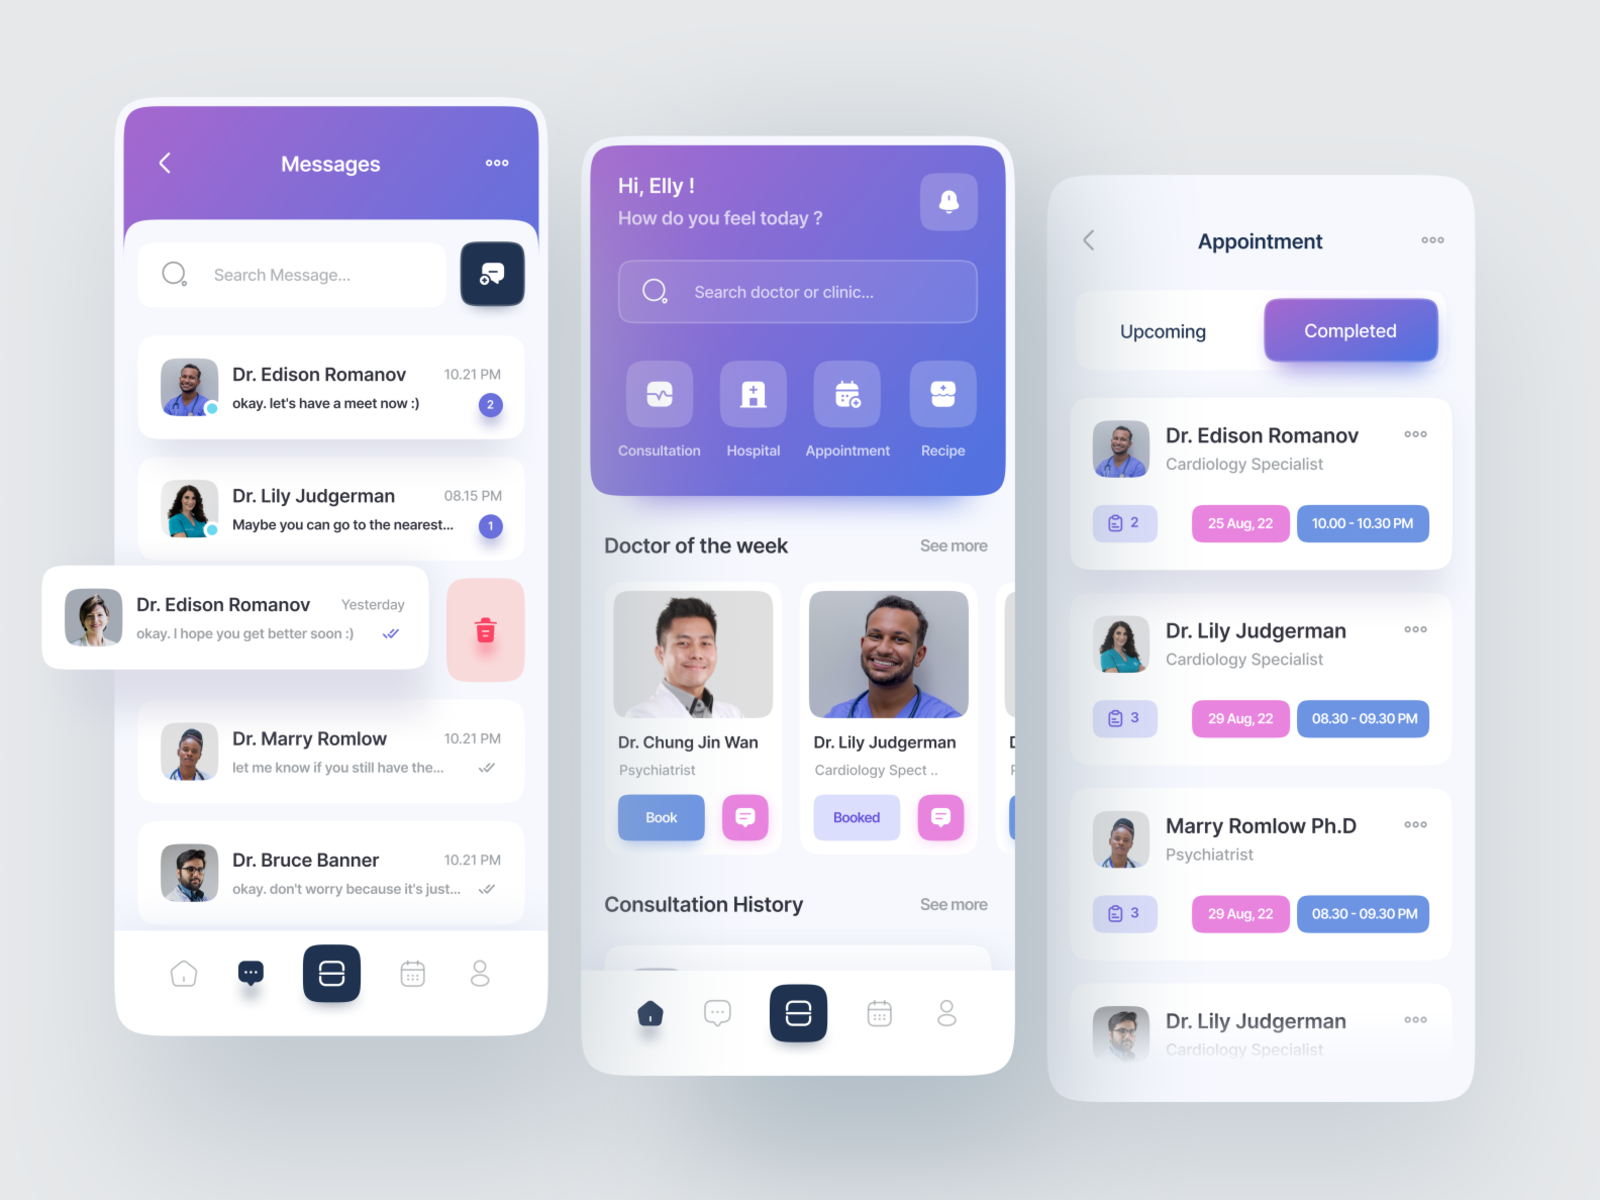 Messages
Search Message...
Dr. Edison Romanov
10.21 PM
okay. let's have a meet now :)
2
Dr. Lily Judgerman
08.15 PM
Maybe you can go to the nearest...
1
Dr. Edison Romanov
Yesterday
okay. I hope you get better soon :)
Dr. Marry Romlow
10.21 PM
let me know if you still have the...
Dr. Bruce Banner
10.21 PM
okay. don't worry because it's just...
Hi, Elly !
How do you feel today ?
Search doctor or clinic...
Consultation
Hospital
Appointment
Recipe
Doctor of the week
See more
Dr. Chung Jin Wan
Psychiatrist
Book
Dr. Lily Judgerman
Cardiology Spect ..
Booked
Consultation History
See more
Appointment
Upcoming
Completed
Dr. Edison Romanov
Cardiology Specialist
2
25 Aug, 22
10.00 - 10.30 PM
Dr. Lily Judgerman
Cardiology Specialist
3
29 Aug, 22
08.30 - 09.30 PM
Marry Romlow Ph.D
Psychiatrist
3
29 Aug, 22
08.30 - 09.30 PM
Dr. Lily Judgerman
Cardiology Specialist